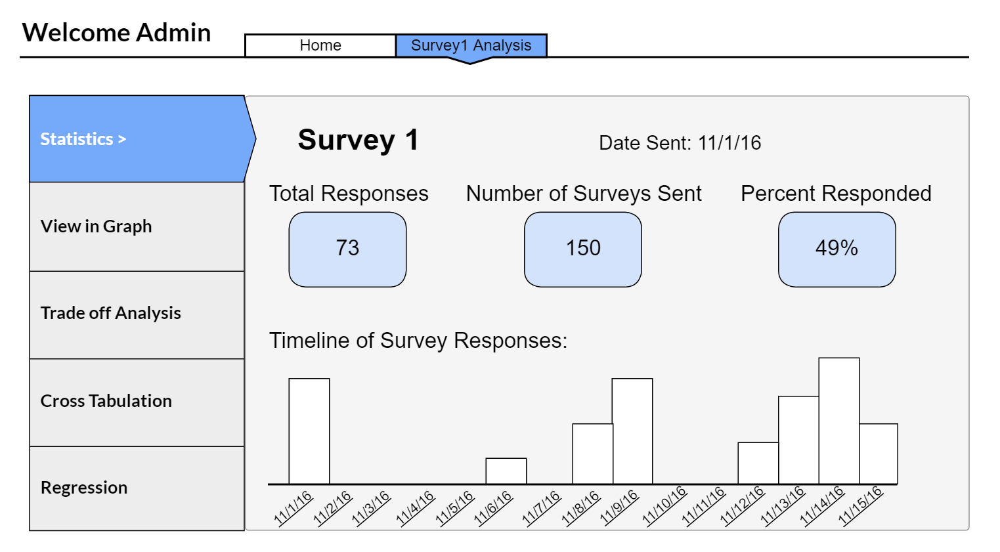 Welcome Admin
Home
Survey1 Analysis
Statistics >
View in Graph
Trade off Analysis
Cross Tabulation
Regression
Survey 1
Date Sent: 11/1/16
Total Responses
Number of Surveys Sent
Percent Responded
73
150
49%
Timeline of Survey Responses:
11/1/16
11/2/16
11/3/16
11/4/16
11/5/16
11/6/16
11/7/16
11/8/16
11/9/16
11/10/16
11/11/16
11/12/16
11/13/16
11/14/16
11/15/16